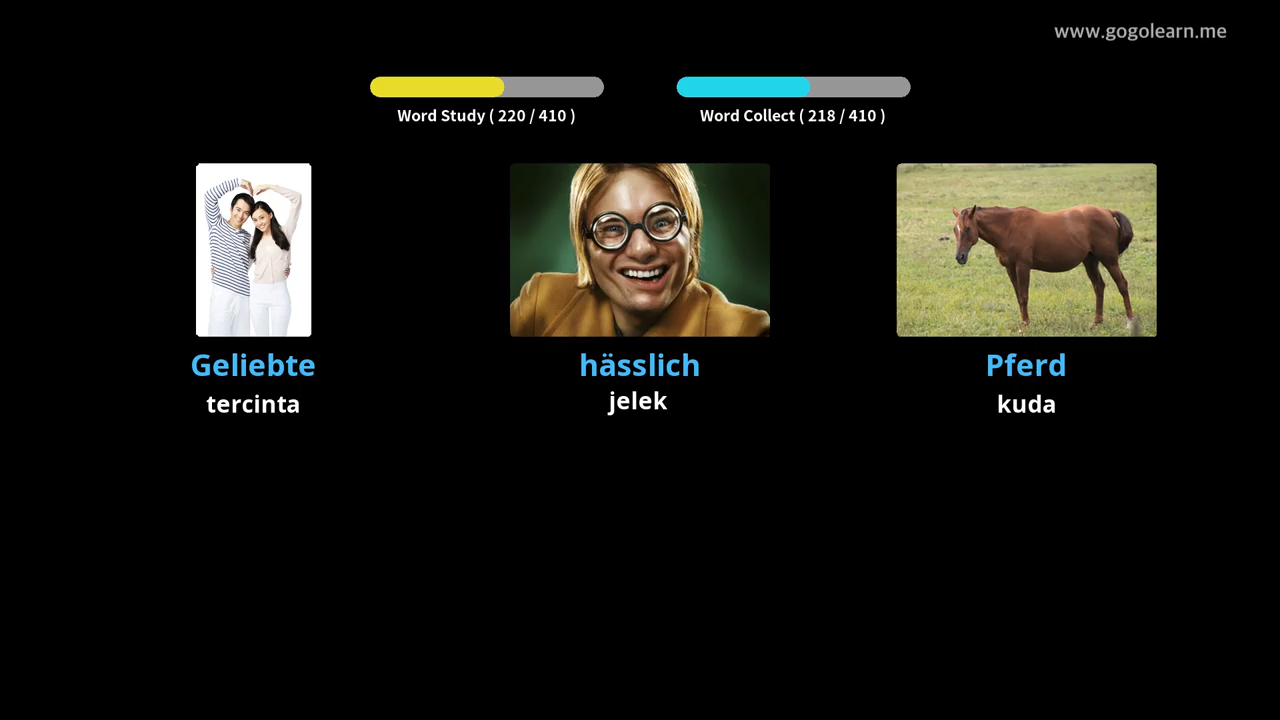 www.gogolearn.me
Word Study ( 220 / 410 )
Word Collect ( 218 / 410 )
Geliebte
hässlich
Pferd
tercinta
jelek
kuda